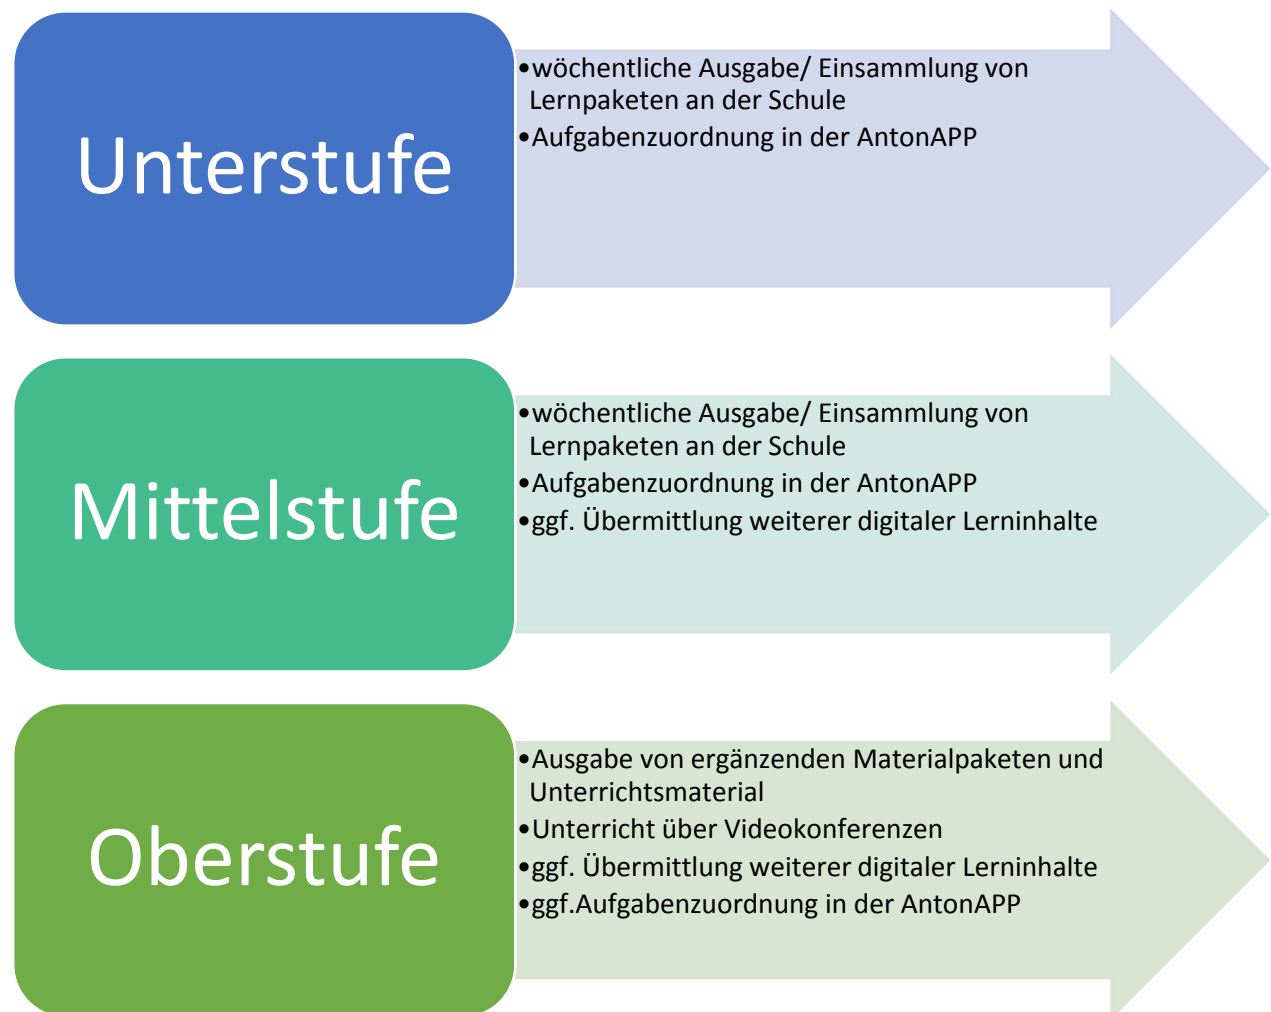 Unterstufe
•wöchentliche Ausgabe/ Einsammlung von
Lernpaketen an der Schule
•Aufgabenzuordnung in der AntonAPP
Mittelstufe
•wöchentliche Ausgabe/ Einsammlung von
Lernpaketen an der Schule
•Aufgabenzuordnung in der AntonAPP
•ggf. Übermittlung weiterer digitaler Lerninhalte
Oberstufe
•Ausgabe von ergänzenden Materialpaketen und
Unterrichtsmaterial
•Unterricht über Videokonferenzen
•ggf. Übermittlung weiterer digitaler Lerninhalte
•ggf.Aufgabenzuordnung in der AntonAPP